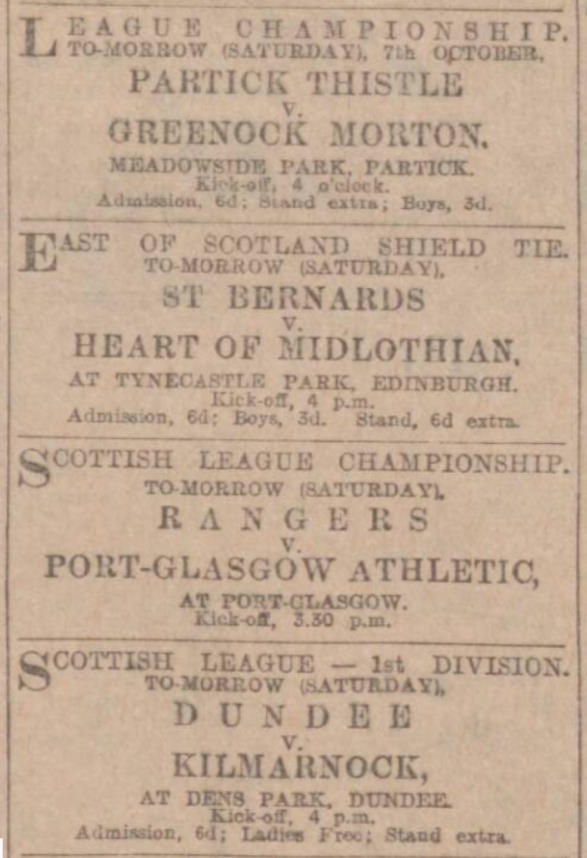 LEAGUE CHAMPIONSHIP.
TO-MORROW (SATURDAY), 7th OCTOBER,
PARTICK THISTLE
v.
GREENOCK MORTON.
MEADOWSIDE PARK, PARTICK.
Kick-off, 4 o'clock.
Admission, 6d; Stand extra; Boys, 3d.
EAST OF SCOTLAND SHIELD TIE.
TO-MORROW (SATURDAY),
ST BERNARDS
v.
HEART OF MIDLOTHIAN,
AT TYNECASTLE PARK, EDINBURGH.
Kick-off, 4 p.m.
Admission, 6d; Boys, 3d. Stand, 6d extra.
SCOTTISH LEAGUE CHAMPIONSHIP.
TO-MORROW (SATURDAY),
RANGERS
v.
PORT-GLASGOW ATHLETIC,
AT PORT-GLASGOW.
Kick-off, 3.30 p.m.
SCOTTISH LEAGUE — 1st DIVISION.
TO-MORROW (SATURDAY),
DUNDEE
v.
KILMARNOCK,
AT DENS PARK, DUNDEE.
Kick-off, 4 p.m.
Admission, 6d; Ladies Free; Stand extra.